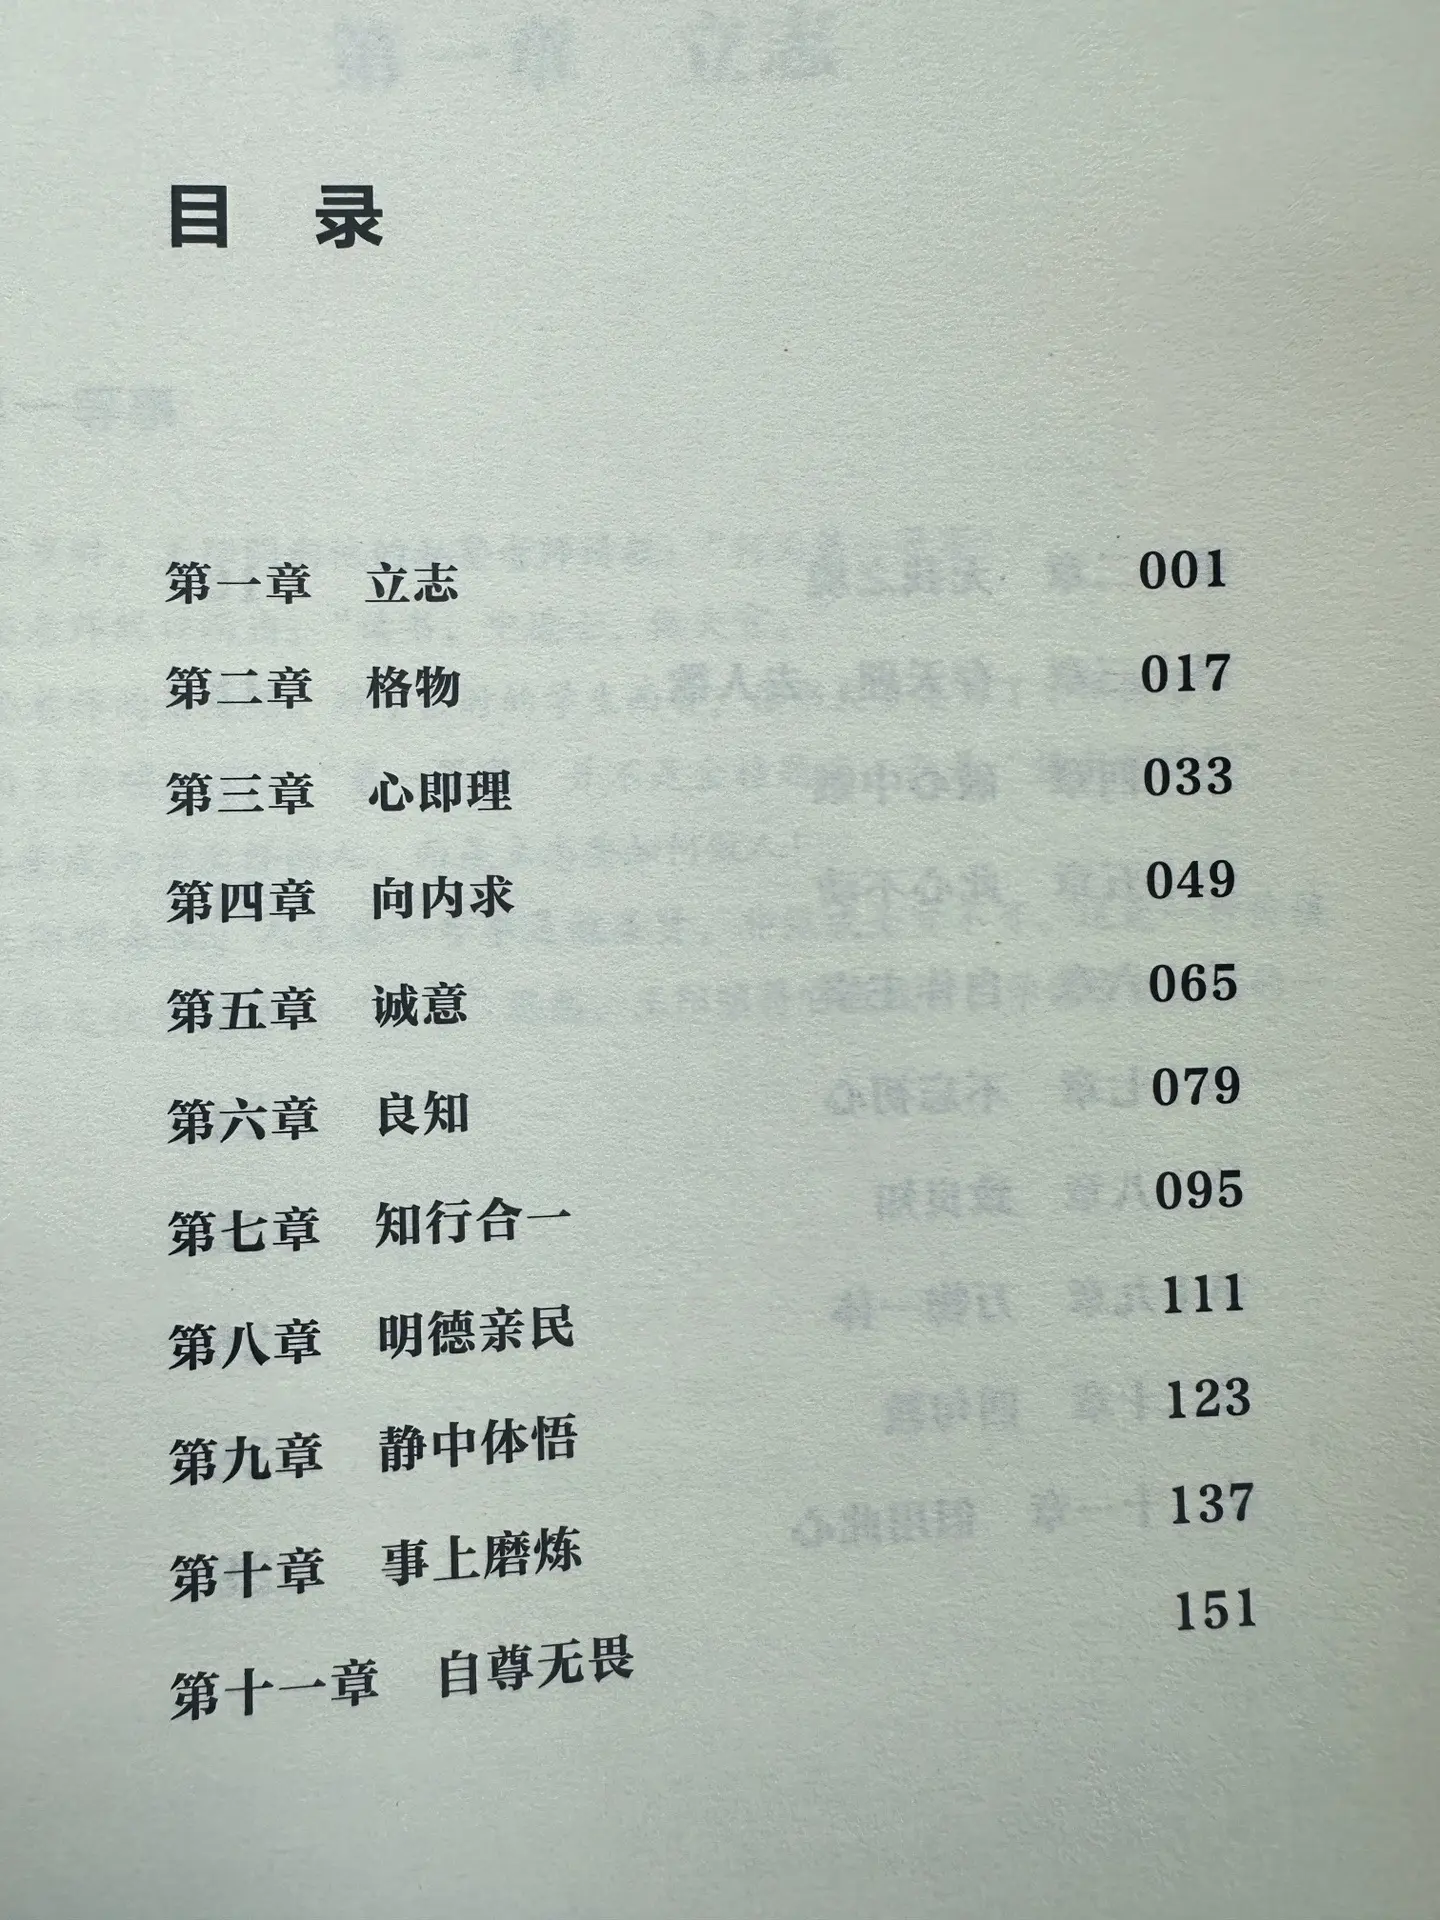 目 录
第一章 立志 001
第二章 格物 017
第三章 心即理 033
第四章 向内求 049
第五章 诚意 065
第六章 良知 079
第七章 知行合一 095
第八章 明德亲民 111
第九章 静中体悟 123
第十章 事上磨炼 137
第十一章 自尊无畏 151